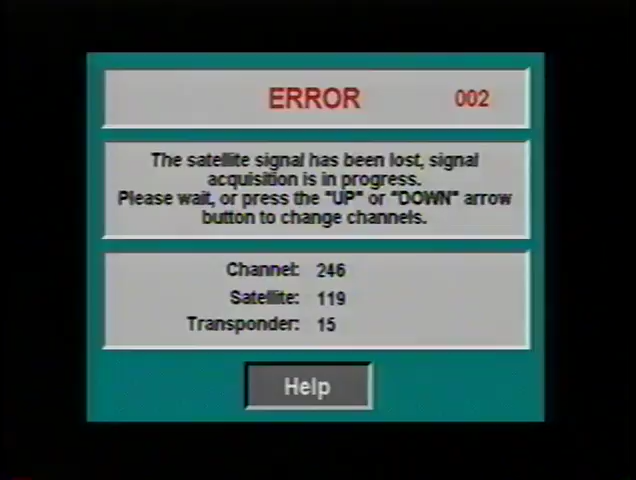 ERROR 002
The satellite signal has been lost, signal
acquisition is in progress.
Please wait, or press the "UP" or "DOWN" arrow
button to change channels.
Channel: 246
Satellite: 119
Transponder: 15
Help